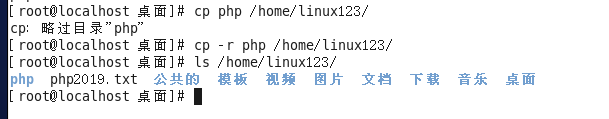 [root@localhost 桌面]# cp php /home/linux123/
cp: 略过目录"php"
[root@localhost 桌面]# cp -r php /home/linux123/
[root@localhost 桌面]# ls /home/linux123/
php php2019.txt 公共的 模板 视频 图片 文档 下载 音乐 桌面
[root@localhost 桌面]#